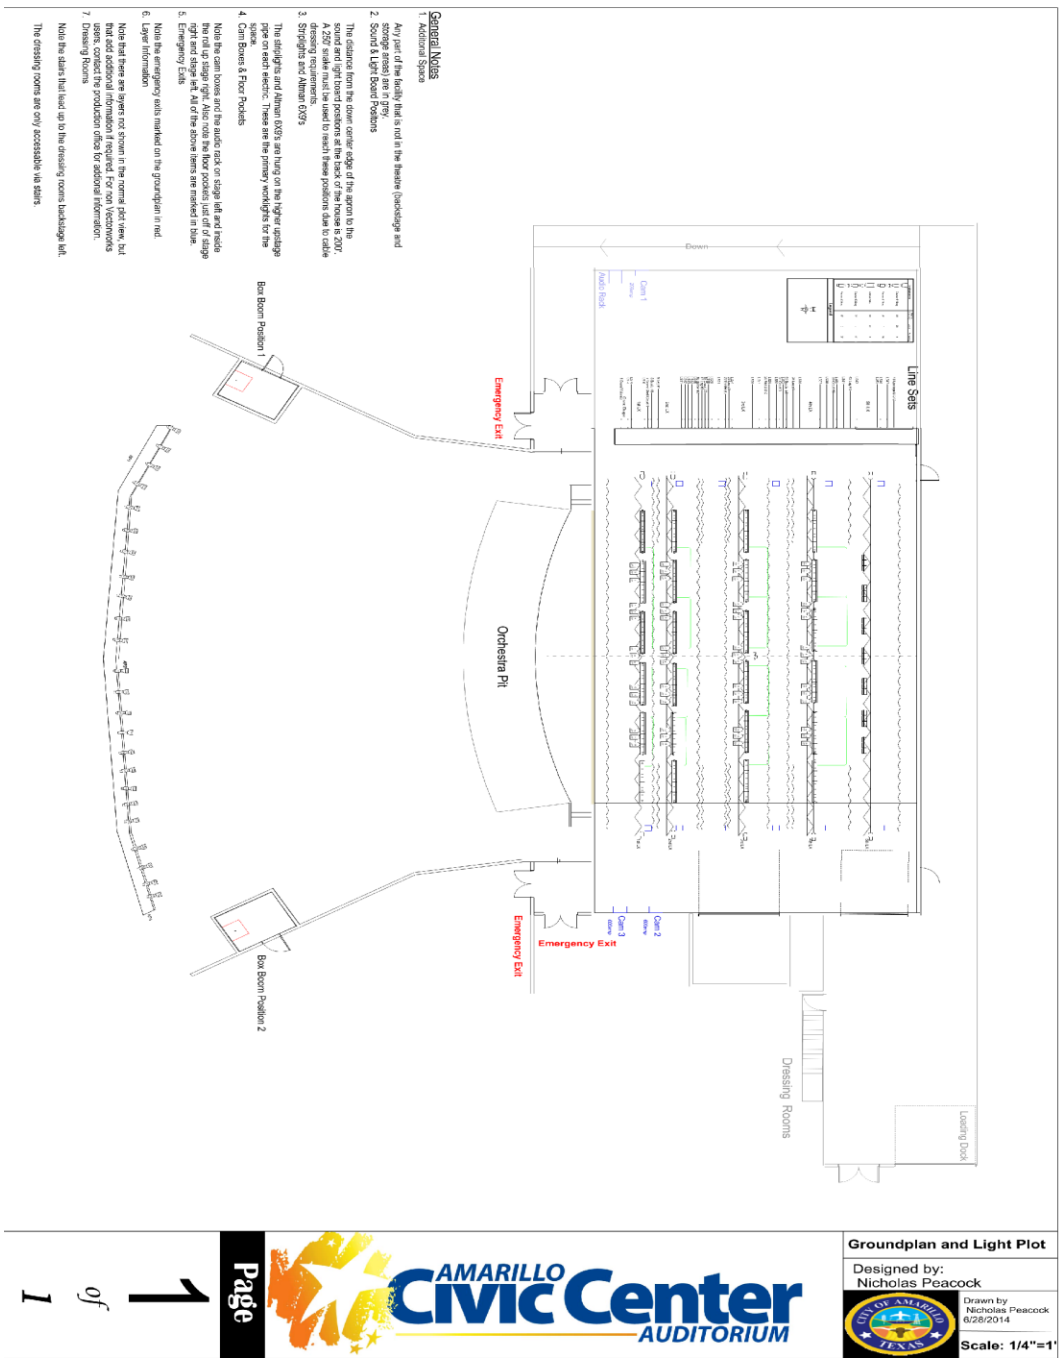 General Notes
1. Additional Space
Any part of the facility that is not in the theatre (backstage and
storage areas) are in grey.
2. Sound & Light Board Positions
The distance from the down center edge of the apron to the
sound and light board positions at the back of the house is 200'.
A 250' snake must be used to reach these positions due to cable
dressing requirements.
3. Striplights and Altman 6X9's
The striplights and Altman 6X9's are hung on the higher upstage
pipe on each electric. These are the primary worklights for the
space.
4. Cam Boxes & Floor Pockets
Note the cam boxes and the audio rack on stage left and inside
the roll up stage right. Also note the floor pockets just off of stage
right and stage left. All of the above items are marked in blue.
5. Emergency Exits
Note the emergency exits marked on the groundplan in red.
6. Layer Information
Note that there are layers not shown in the normal plot view, but
that add additional information if required. For non Vectorworks
users, contact the production office for additional information.
7. Dressing Rooms
Note the stairs that lead up to the dressing rooms backstage left.
The dressing rooms are only accessable via stairs.
Down
Cam 1
Audio Rack
Legend
Line Sets
Box Boom Position 1
Emergency Exit
Orchestra Pit
Emergency Exit
Emergency Exit
Cam 2
Cam 3
Box Boom Position 2
Dressing Rooms
Loading Dock
Page
1
of
1
AMARILLO
Civic Center
AUDITORIUM
Groundplan and Light Plot
Designed by:
Nicholas Peacock
CITY OF AMARILLO
TEXAS
Drawn by
Nicholas Peacock
6/28/2014
Scale: 1/4"=1'